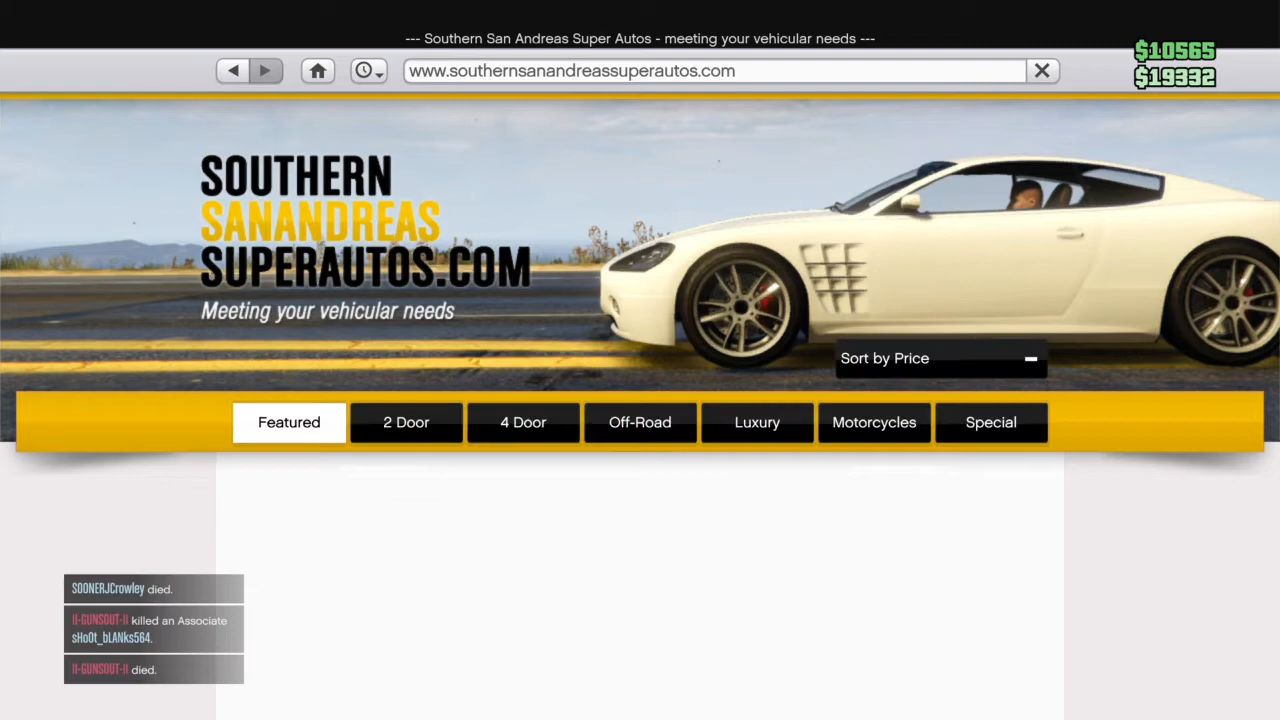 --- Southern San Andreas Super Autos - meeting your vehicular needs ---
$10565
www.southernsanandreassuperautos.com
$19332
SOUTHERN
SANANDREAS
SUPERAUTOS.COM
Meeting your vehicular needs
Sort by Price
Featured 2 Door 4 Door Off-Road Luxury Motorcycles Special
SOONERJCrowley died.
II-GUNSOUT-II killed an Associate
sHo0t_bLANks564.
II-GUNSOUT-II died.